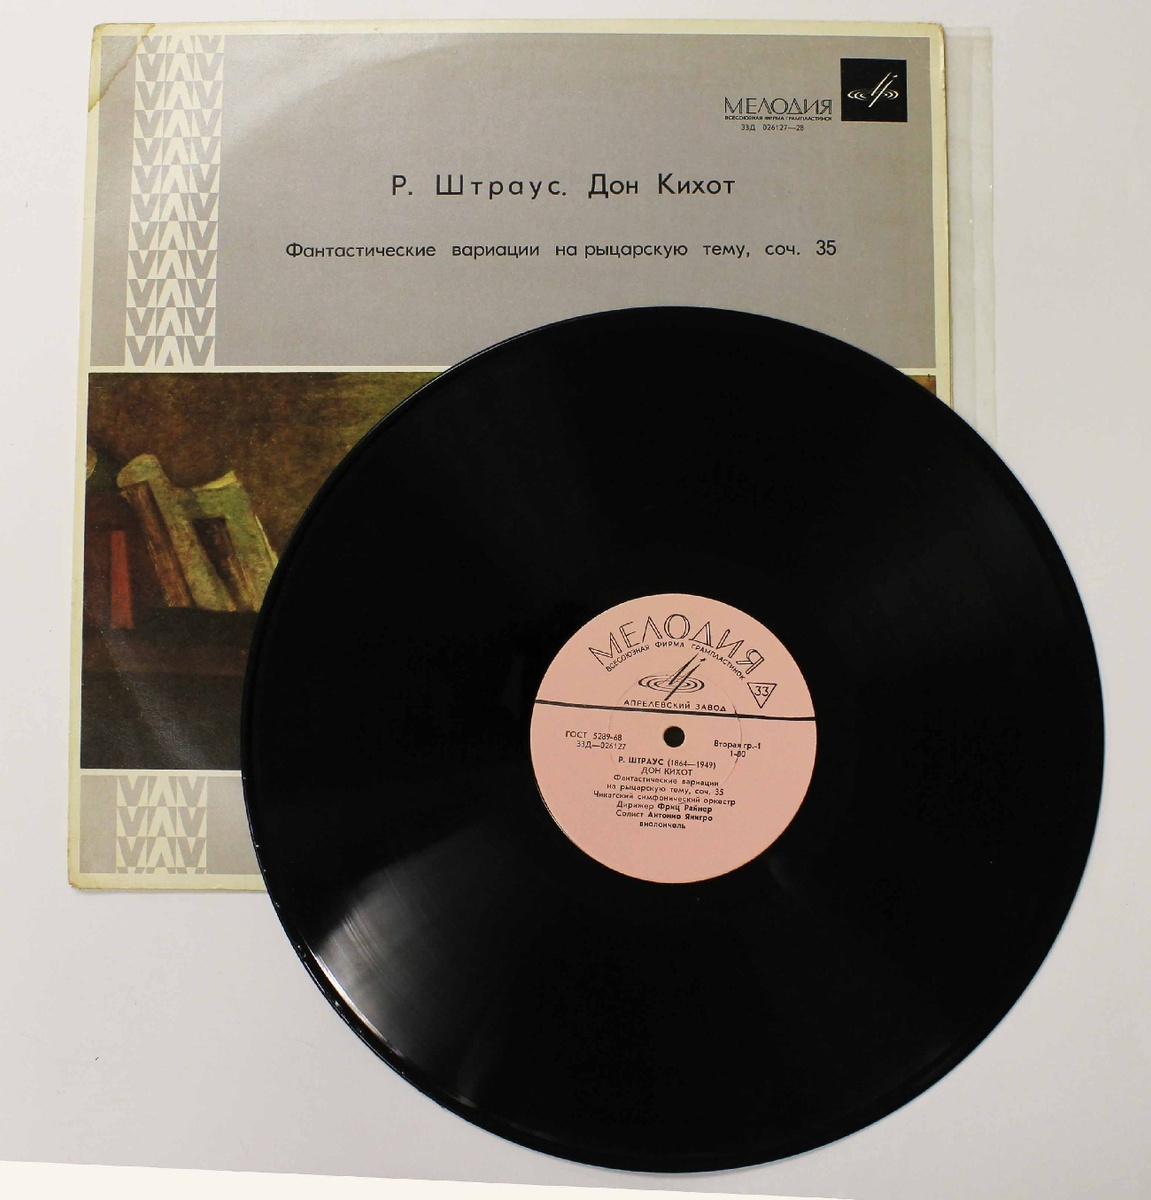 МЕЛОДИЯ
ВСЕСОЮЗНАЯ ФИРМА ГРАМПЛАСТИНОК
33Д 026127—28
Р. Штраус. Дон Кихот
Фантастические вариации на рыцарскую тему, соч. 35
МЕЛОДИЯ
ВСЕСОЮЗНАЯ ФИРМА ГРАМПЛАСТИНОК
33
АПРЕЛЕВСКИЙ ЗАВОД
ГОСТ 5289-68
33Д—026127
Вторая гр.-1
1-80
Р. ШТРАУС (1864—1949)
ДОН КИХОТ
Фантастические вариации
на рыцарскую тему, соч. 35
Чикагский симфонический оркестр
Дирижер Фриц Райнер
Солист Антонио Янигро
виолончель